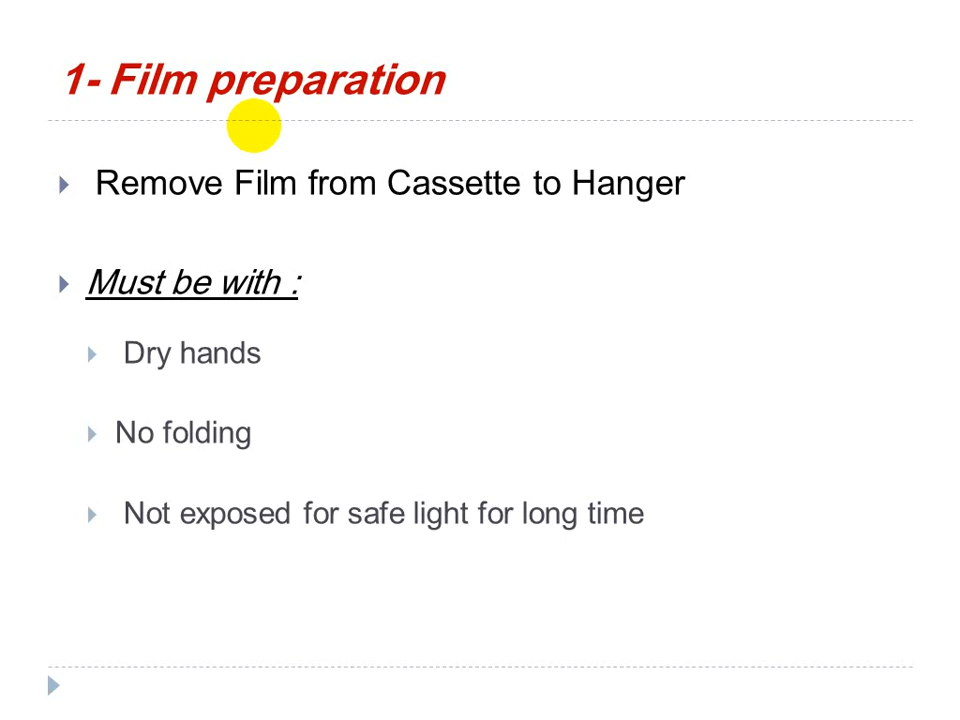 1- Film preparation
Remove Film from Cassette to Hanger
Must be with :
Dry hands
No folding
Not exposed for safe light for long time